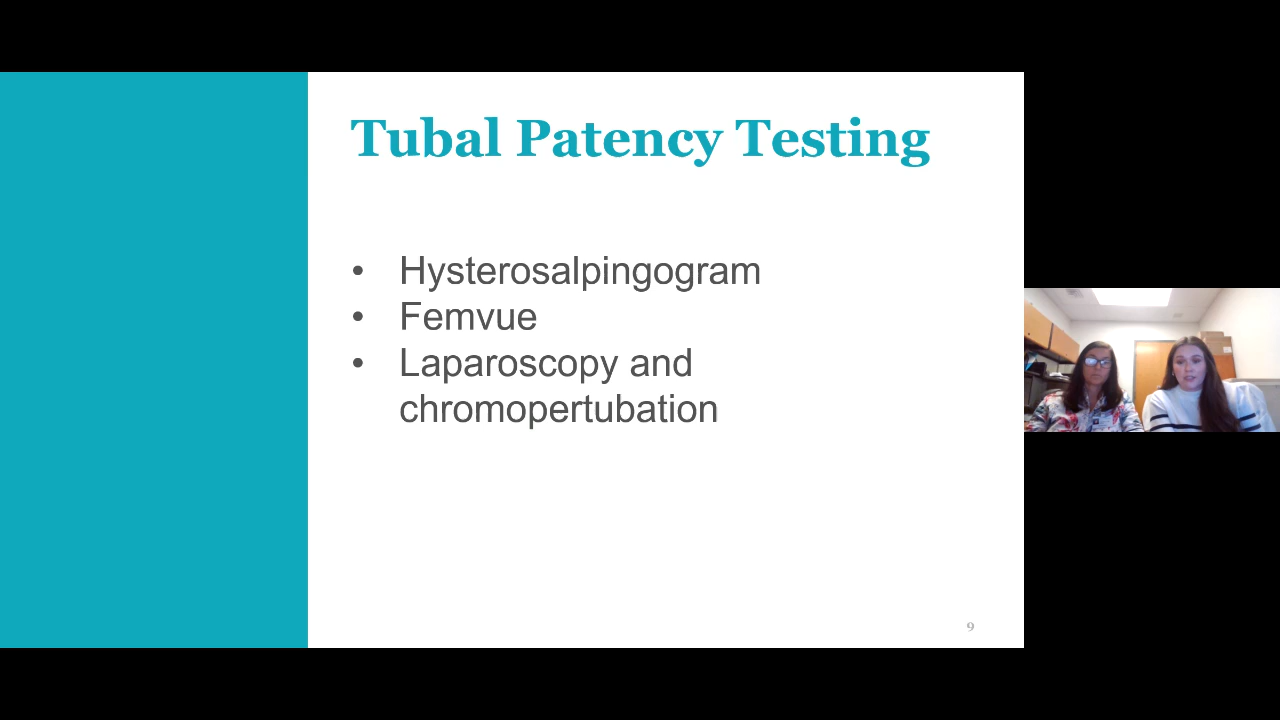 Tubal Patency Testing
• Hysterosalpingogram
• Femvue
• Laparoscopy and
chromopertubation
9